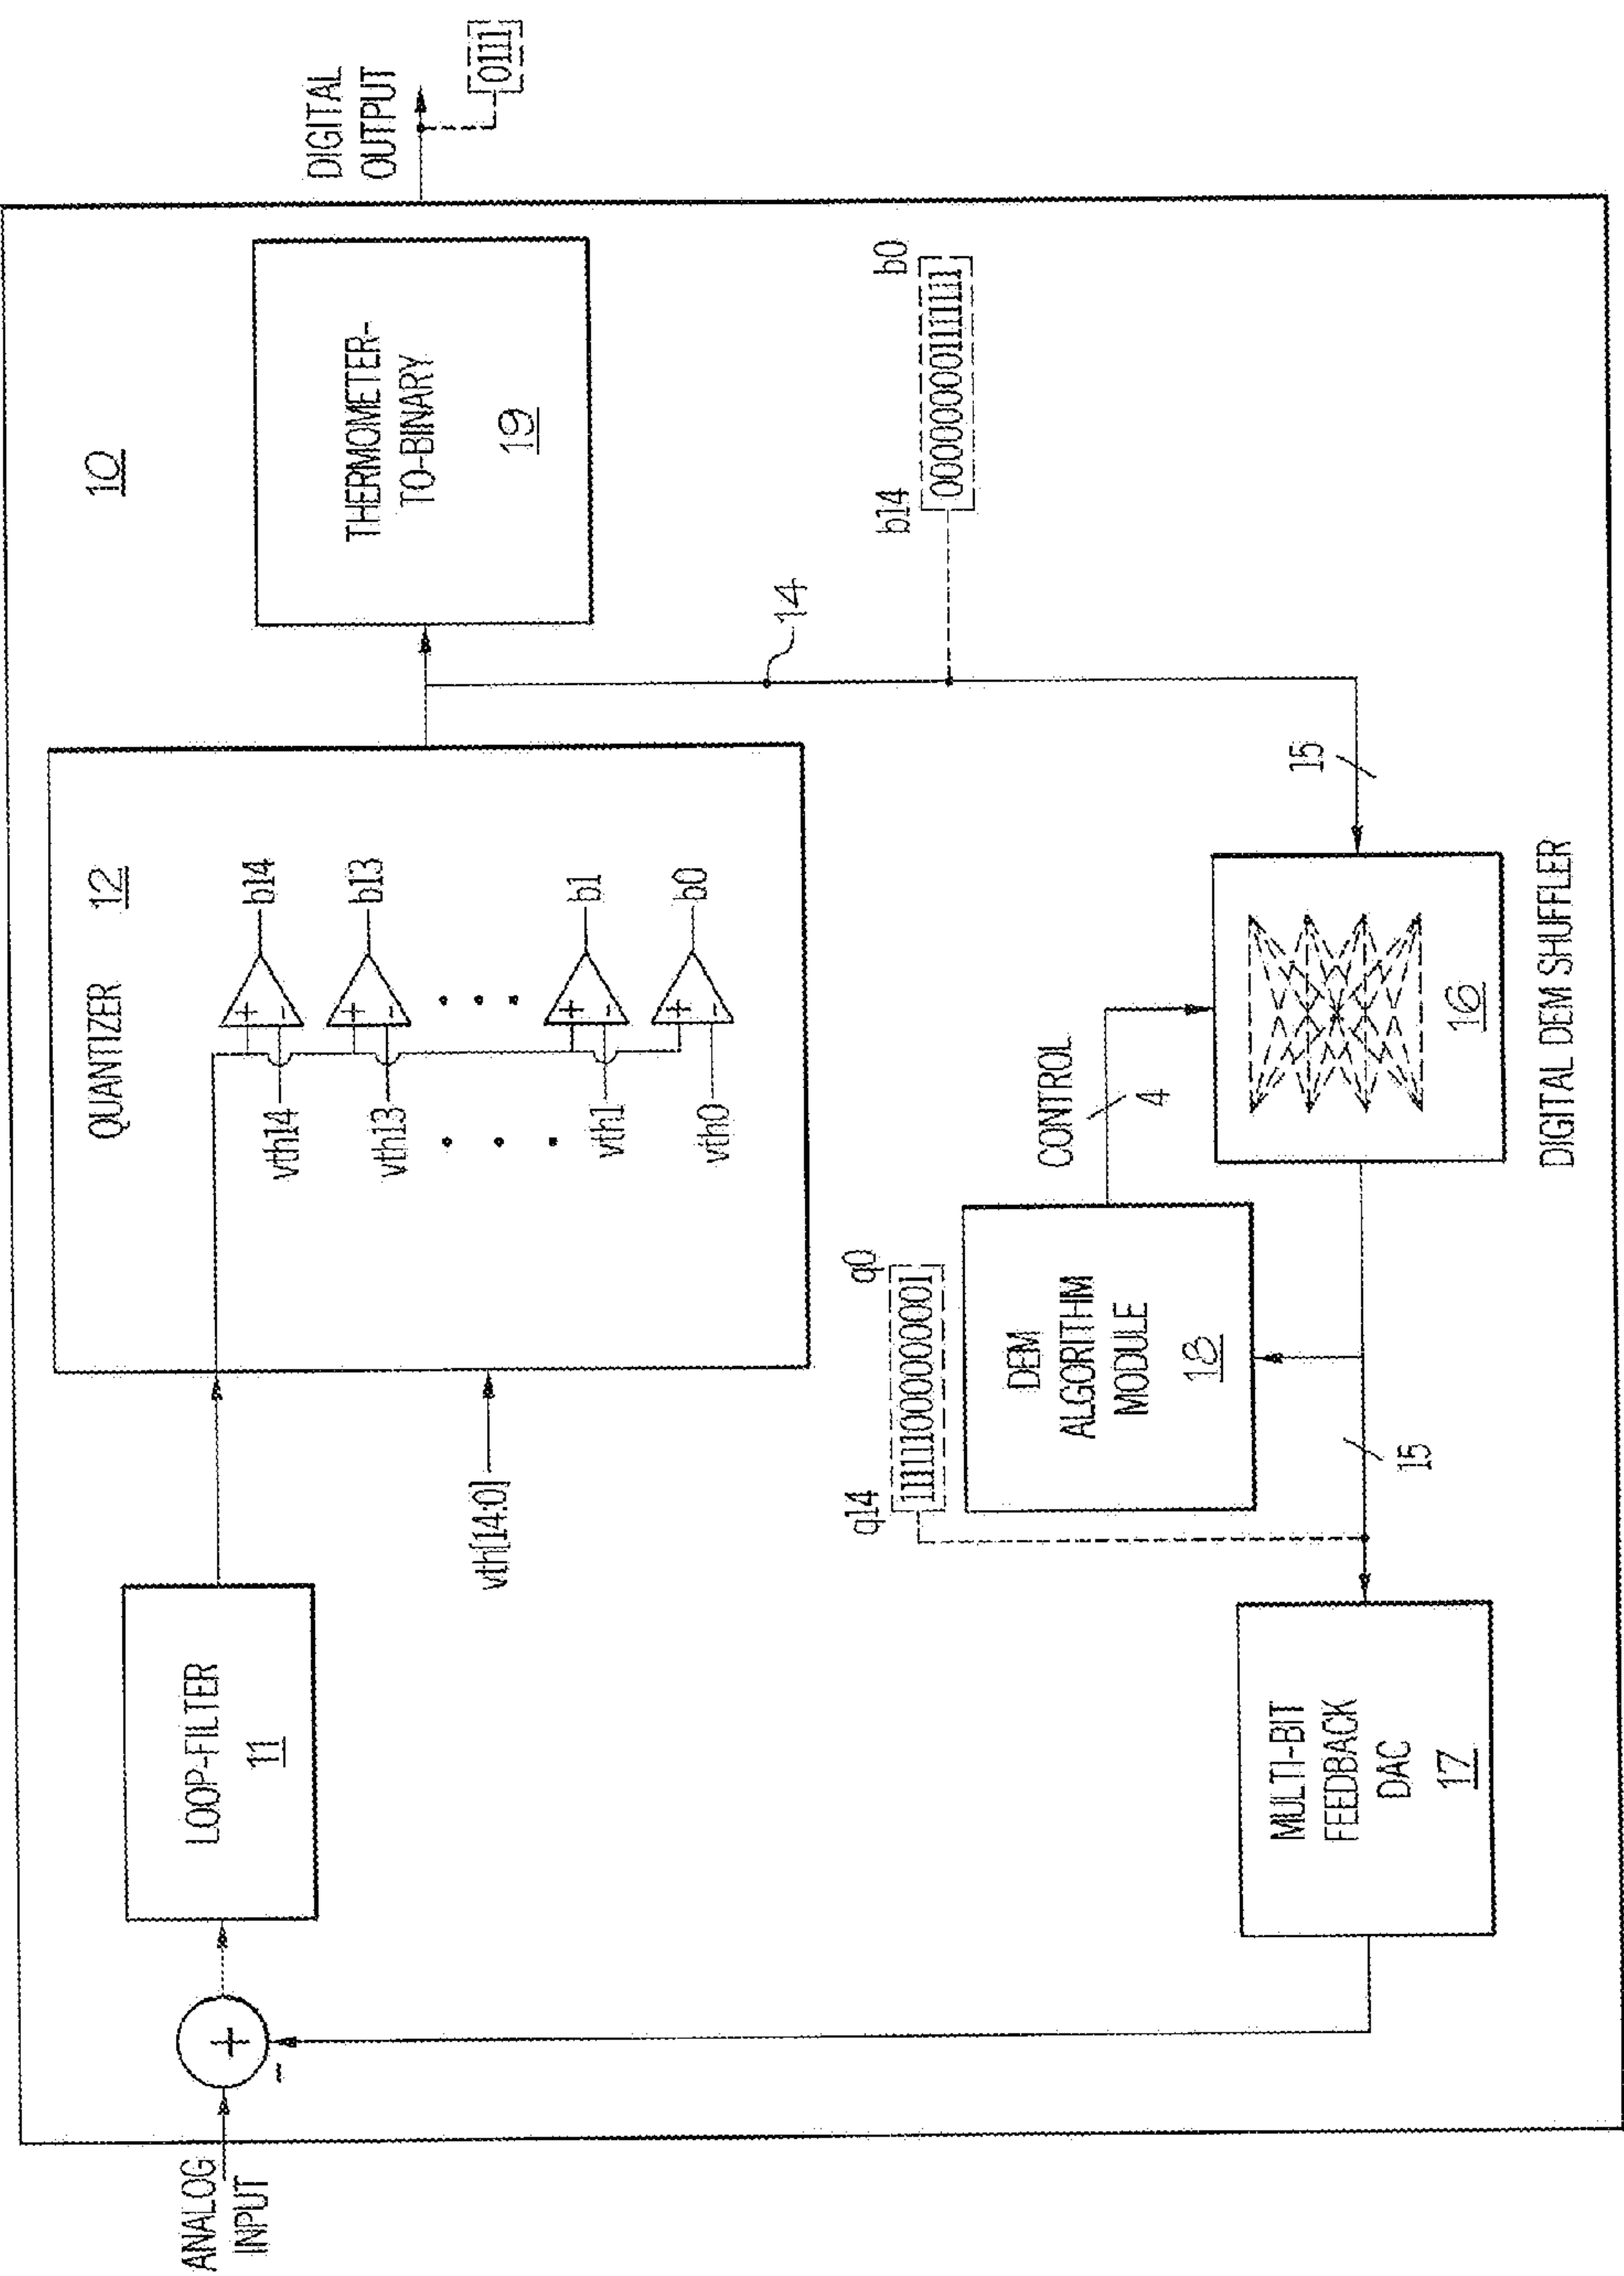 10
ANALOG
INPUT
+
-
LOOP-FILTER
11
vth[14:0]
QUANTIZER
12
vth14
+
-
b14
vth13
+
-
b13
vth1
+
-
b1
vth0
+
-
b0
THERMOMETER-
TO-BINARY
19
DIGITAL
OUTPUT
0111
14
b14
b0
000000001111111
15
CONTROL
4
q14
q0
111111000000001
DEM
ALGORITHM
MODULE
18
16
DIGITAL DEM SHUFFLER
15
MULTI-BIT
FEEDBACK
DAC
17